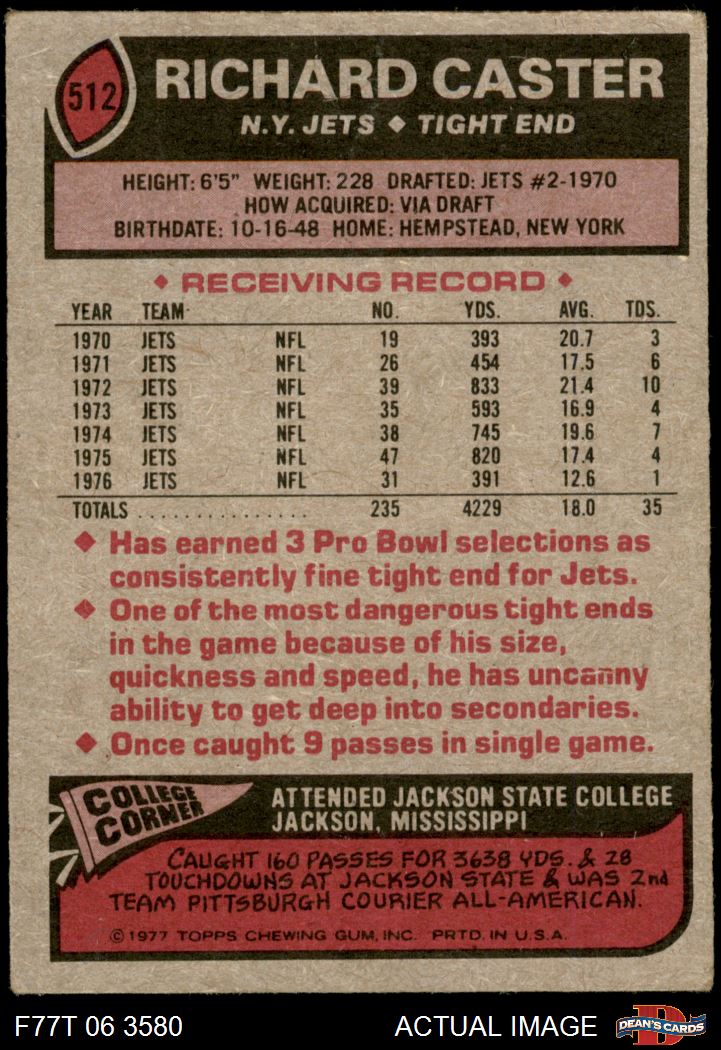 512
RICHARD CASTER
N.Y. JETS ◆ TIGHT END
HEIGHT: 6'5" WEIGHT: 228 DRAFTED: JETS #2-1970
HOW ACQUIRED: VIA DRAFT
BIRTHDATE: 10-16-48 HOME: HEMPSTEAD, NEW YORK
◆ RECEIVING RECORD ◆
YEAR TEAM NO. YDS. AVG. TDS.
1970 JETS NFL 19 393 20.7 3
1971 JETS NFL 26 454 17.5 6
1972 JETS NFL 39 833 21.4 10
1973 JETS NFL 35 593 16.9 4
1974 JETS NFL 38 745 19.6 7
1975 JETS NFL 47 820 17.4 4
1976 JETS NFL 31 391 12.6 1
TOTALS . . . . . . . . . . . . . . . 235 4229 18.0 35
◆ Has earned 3 Pro Bowl selections as
consistently fine tight end for Jets.
◆ One of the most dangerous tight ends
in the game because of his size,
quickness and speed, he has uncanny
ability to get deep into secondaries.
◆ Once caught 9 passes in single game.
COLLEGE
CORNER
ATTENDED JACKSON STATE COLLEGE
JACKSON, MISSISSIPPI
CAUGHT 160 PASSES FOR 3638 YDS. & 28
TOUCHDOWNS AT JACKSON STATE & WAS 2nd
TEAM PITTSBURGH COURIER ALL-AMERICAN.
© 1977 TOPPS CHEWING GUM, INC. PRTD. IN U.S.A.
F77T 06 3580 ACTUAL IMAGE
D
DEAN'S CARDS